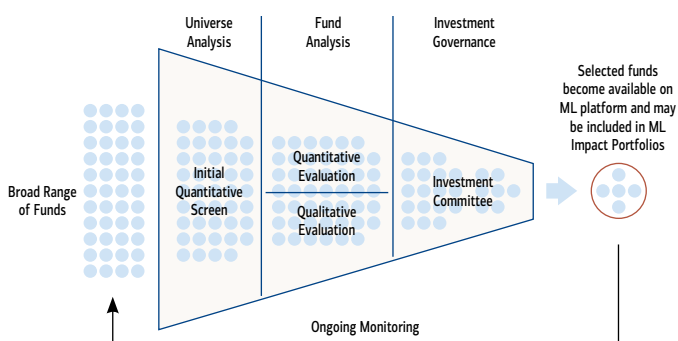 Universe
Analysis
Fund
Analysis
Investment
Governance
Selected funds
become available on
ML platform and may
be included in ML
Impact Portfolios
Broad Range
of Funds
Initial
Quantitative
Screen
Quantitative
Evaluation
Qualitative
Evaluation
Investment
Committee
Ongoing Monitoring